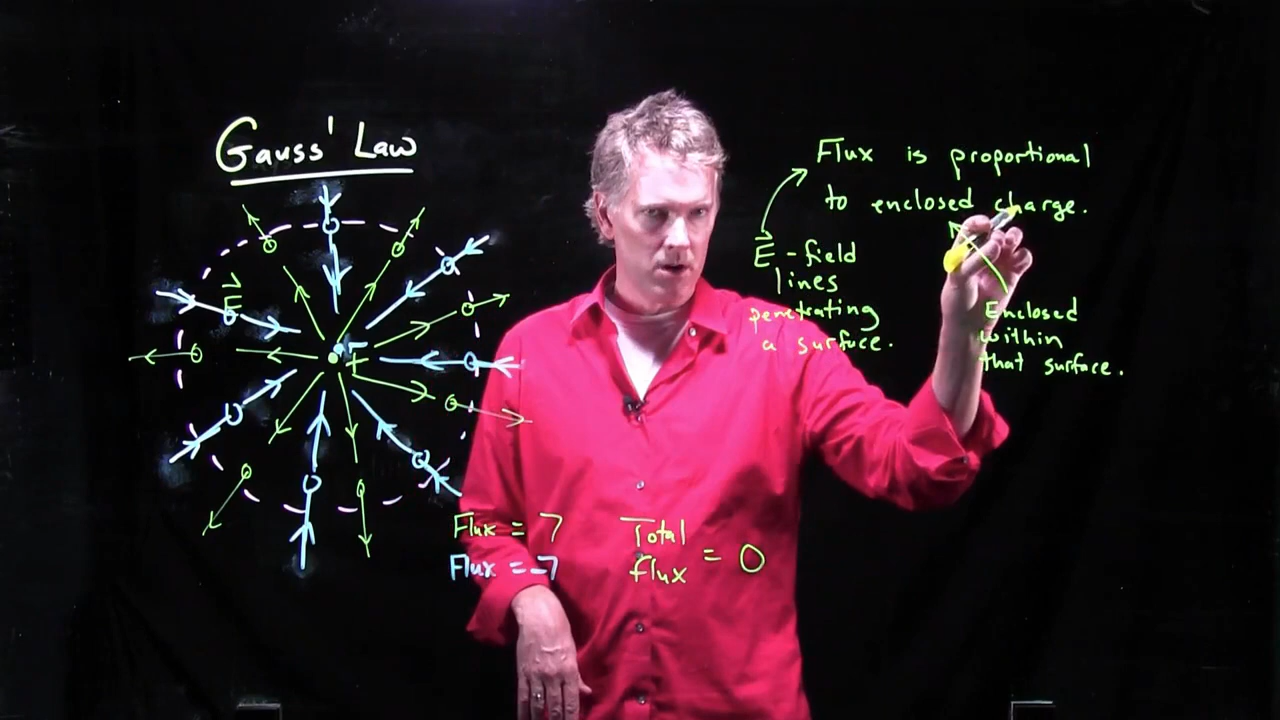 Gauss' Law
E
+
-
Flux is proportional
to enclosed charge.
E - field
lines
penetrating
a surface.
Enclosed
within
that surface.
Flux = 7
Flux = -7
Total
flux = 0